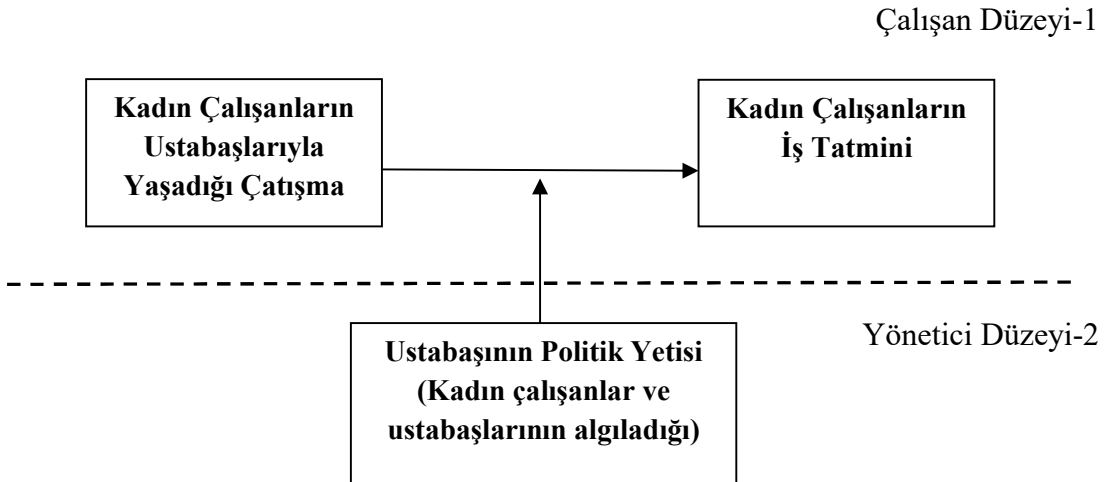 Çalışan Düzeyi-1
Kadın Çalışanların
Ustabaşlarıyla
Yaşadığı Çatışma
Kadın Çalışanların
İş Tatmini
Yönetici Düzeyi-2
Ustabaşının Politik Yetisi
(Kadın çalışanlar ve
ustabaşlarının algıladığı)